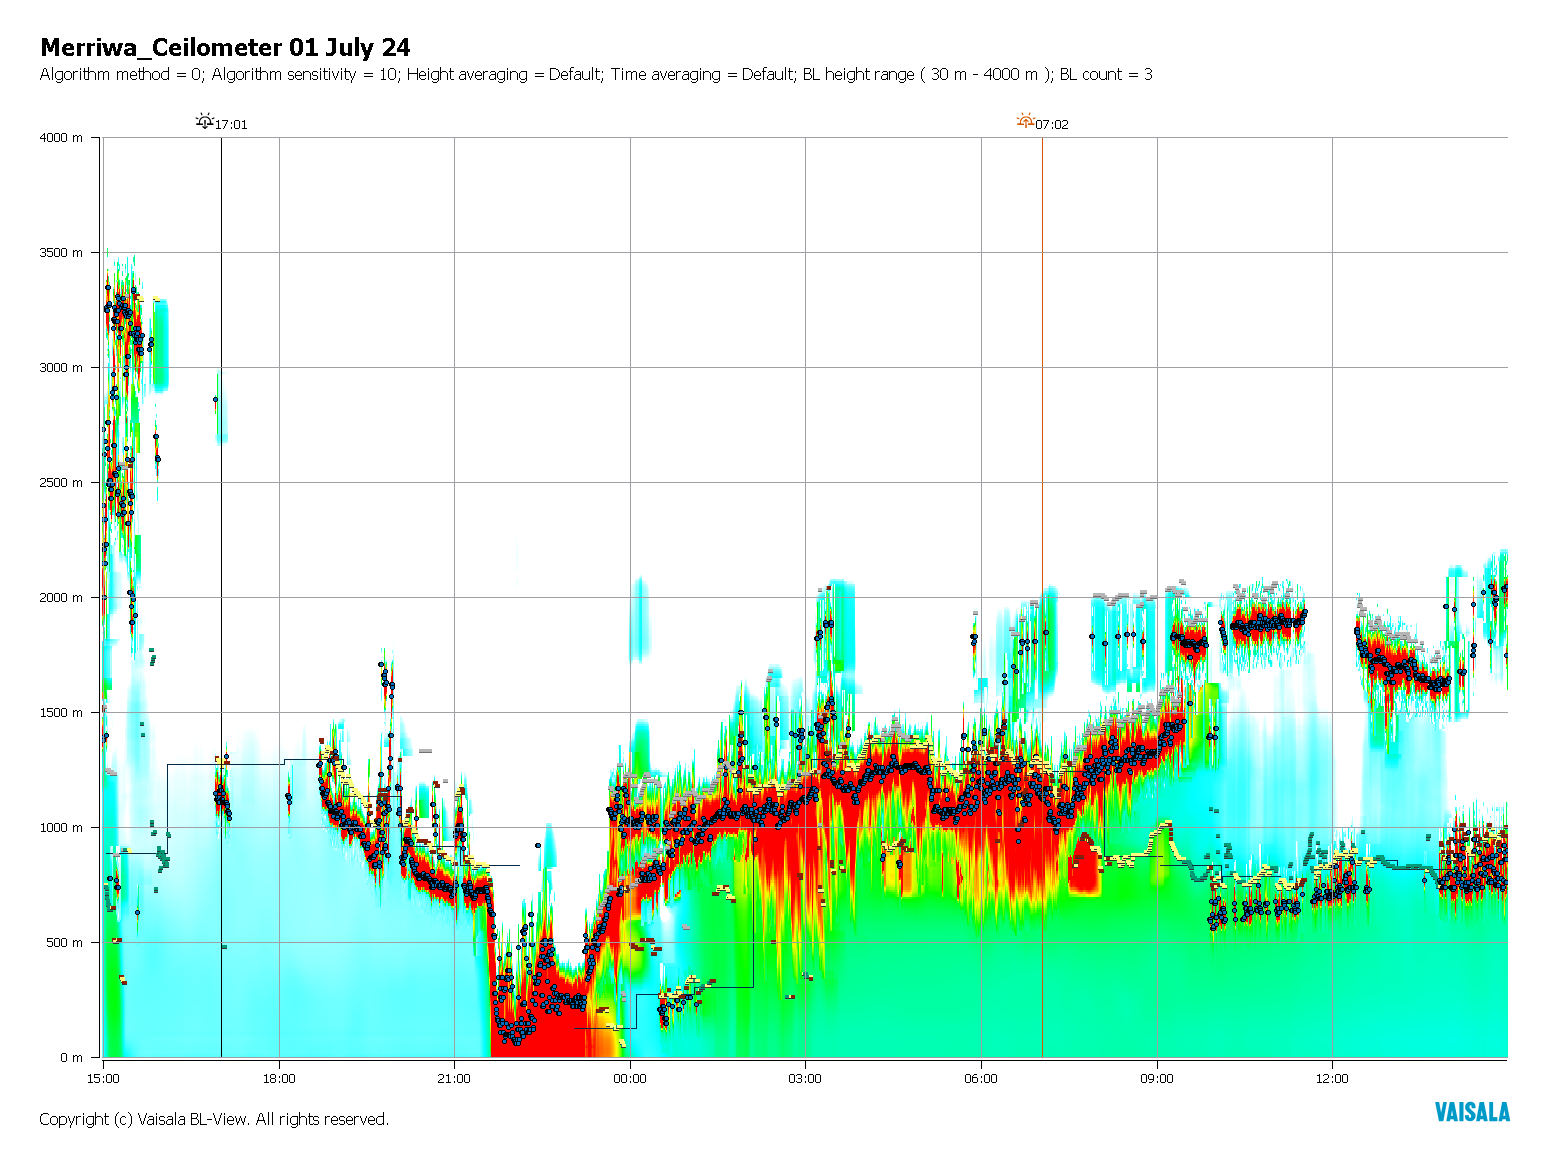 Merriwa_Ceilometer 01 July 24
Algorithm method = 0; Algorithm sensitivity = 10; Height averaging = Default; Time averaging = Default; BL height range ( 30 m - 4000 m ); BL count = 3
17:01
07:02
4000 m
3500 m
3000 m
2500 m
2000 m
1500 m
1000 m
500 m
0 m
15:00
18:00
21:00
00:00
03:00
06:00
09:00
12:00
Copyright (c) Vaisala BL-View. All rights reserved.
VAISALA